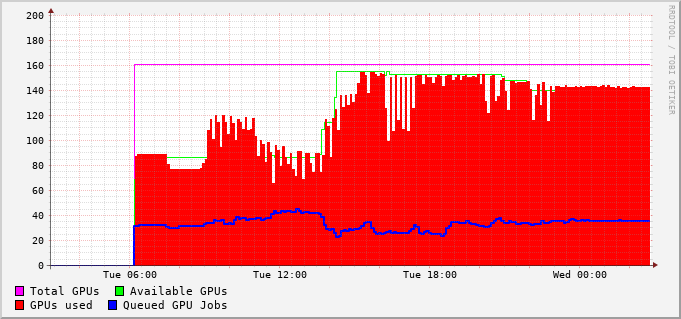 200
180
160
140
120
100
80
60
40
20
0
Tue 06:00 Tue 12:00 Tue 18:00 Wed 00:00
Total GPUs Available GPUs
GPUs used Queued GPU Jobs
RRDTOOL / TOBI OETIKER